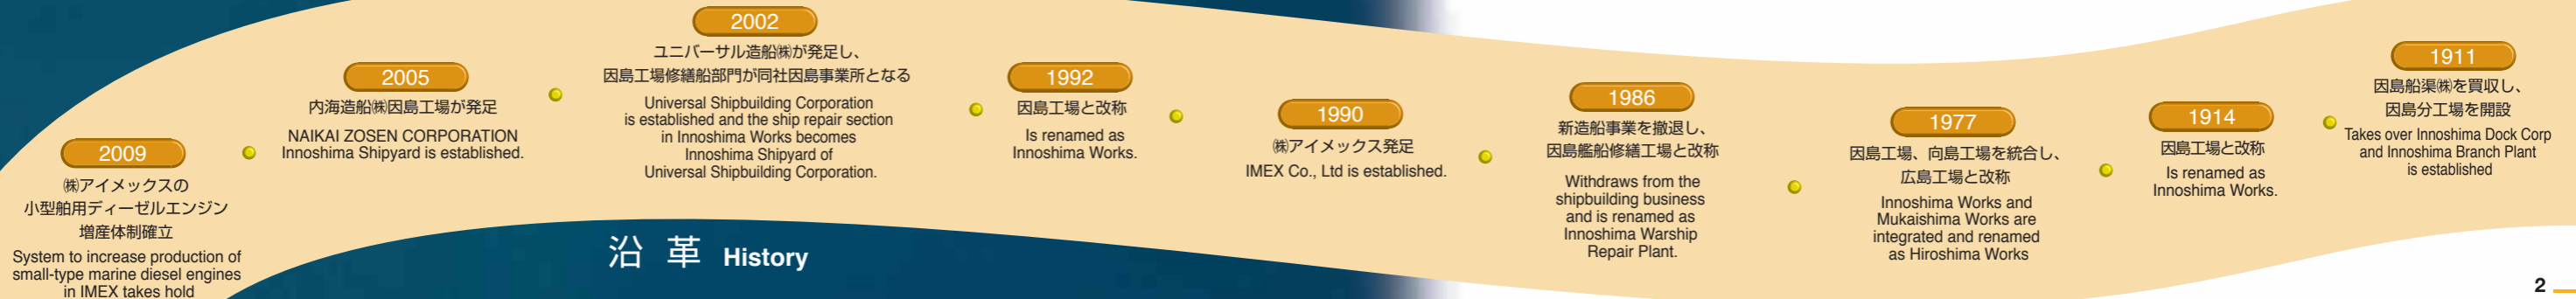 2009
㈱アイメックスの
小型舶用ディーゼルエンジン
増産体制確立
System to increase production of
small-type marine diesel engines
in IMEX takes hold
2005
内海造船㈱因島工場が発足
NAIKAI ZOSEN CORPORATION
Innoshima Shipyard is established.
2002
ユニバーサル造船㈱が発足し、
因島工場修繕船部門が同社因島事業所となる
Universal Shipbuilding Corporation
is established and the ship repair section
in Innoshima Works becomes
Innoshima Shipyard of
Universal Shipbuilding Corporation.
1992
因島工場と改称
Is renamed as
Innoshima Works.
1990
㈱アイメックス発足
IMEX Co., Ltd is established.
1986
新造船事業を撤退し、
因島艦船修繕工場と改称
Withdraws from the
shipbuilding business
and is renamed as
Innoshima Warship
Repair Plant.
1977
因島工場、向島工場を統合し、
広島工場と改称
Innoshima Works and
Mukaishima Works are
integrated and renamed
as Hiroshima Works
1914
因島工場と改称
Is renamed as
Innoshima Works.
1911
因島船渠㈱を買収し、
因島分工場を開設
Takes over Innoshima Dock Corp
and Innoshima Branch Plant
is established
沿 革 History
2